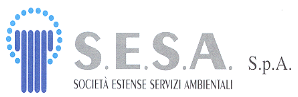 S.E.S.A. S.p.A.
SOCIETÀ ESTENSE SERVIZI AMBIENTALI